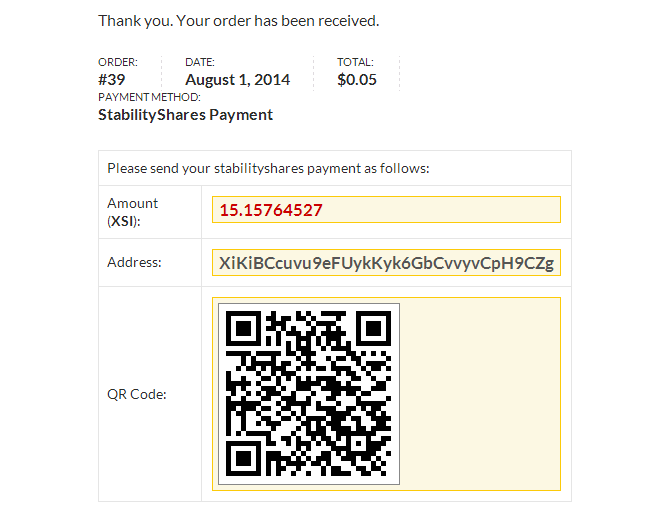 Thank you. Your order has been received.
ORDER: DATE: TOTAL:
#39 August 1, 2014 $0.05
PAYMENT METHOD:
StabilityShares Payment
Please send your stabilityshares payment as follows:
Amount
(XSI): 15.15764527
Address: XiKiBCcuvu9eFUykKyk6GbCvvyvCpH9CZg
QR Code: